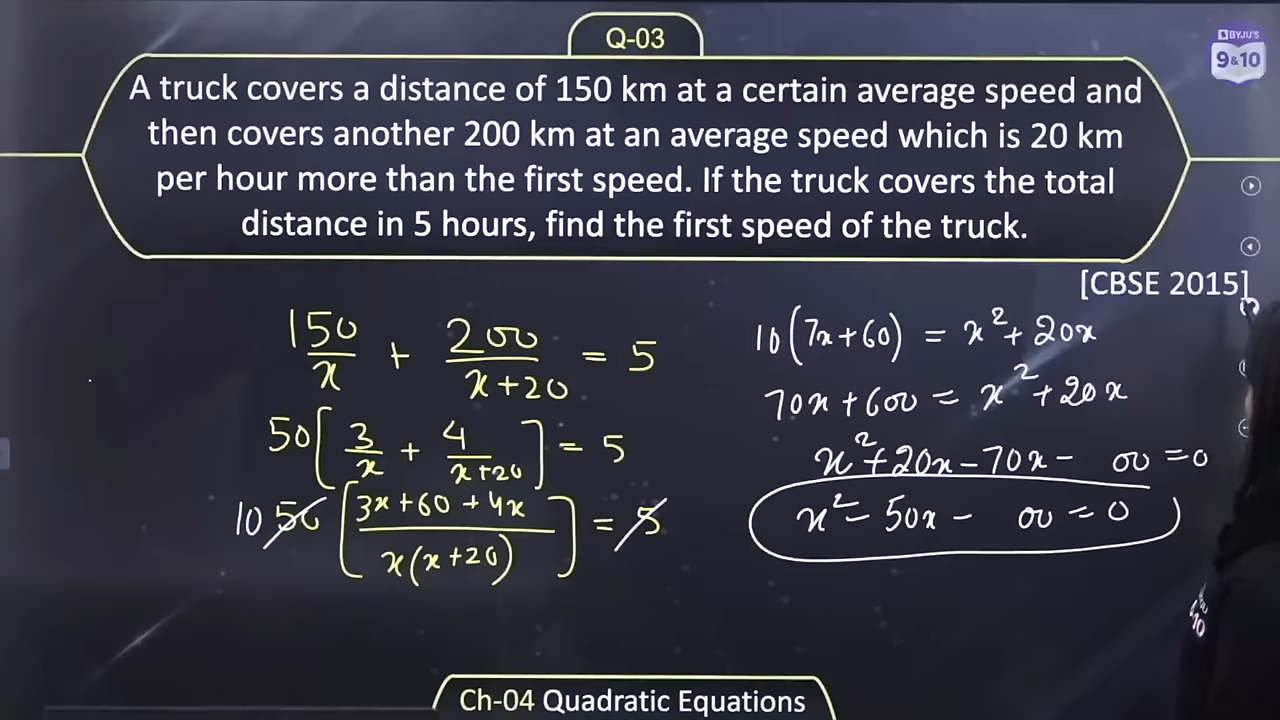 Q-03
BYJU'S
9&10
A truck covers a distance of 150 km at a certain average speed and
then covers another 200 km at an average speed which is 20 km
per hour more than the first speed. If the truck covers the total
distance in 5 hours, find the first speed of the truck.
[CBSE 2015]
150/x + 200/(x+20) = 5
50[3/x + 4/(x+20)] = 5
10 50[(3x+60+4x)/(x(x+20))] = 5
10(7x+60) = x²+20x
70x+600 = x²+20x
x²+20x-70x- 00=0
x²-50x- 00=0
Ch-04 Quadratic Equations